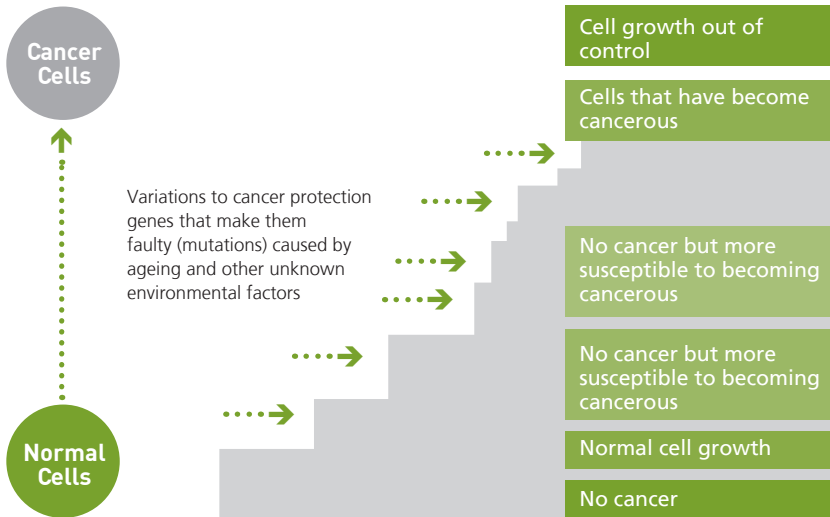 Cancer
Cells
Variations to cancer protection
genes that make them
faulty (mutations) caused by
ageing and other unknown
environmental factors
Normal
Cells
Cell growth out of
control
Cells that have become
cancerous
No cancer but more
susceptible to becoming
cancerous
No cancer but more
susceptible to becoming
cancerous
Normal cell growth
No cancer